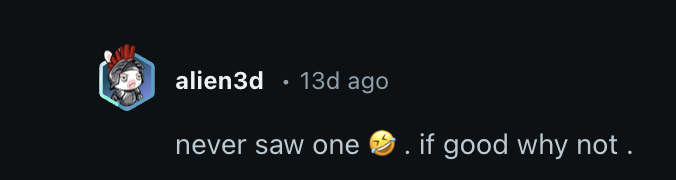 alien3d • 13d ago
never saw one 🤣 . if good why not .